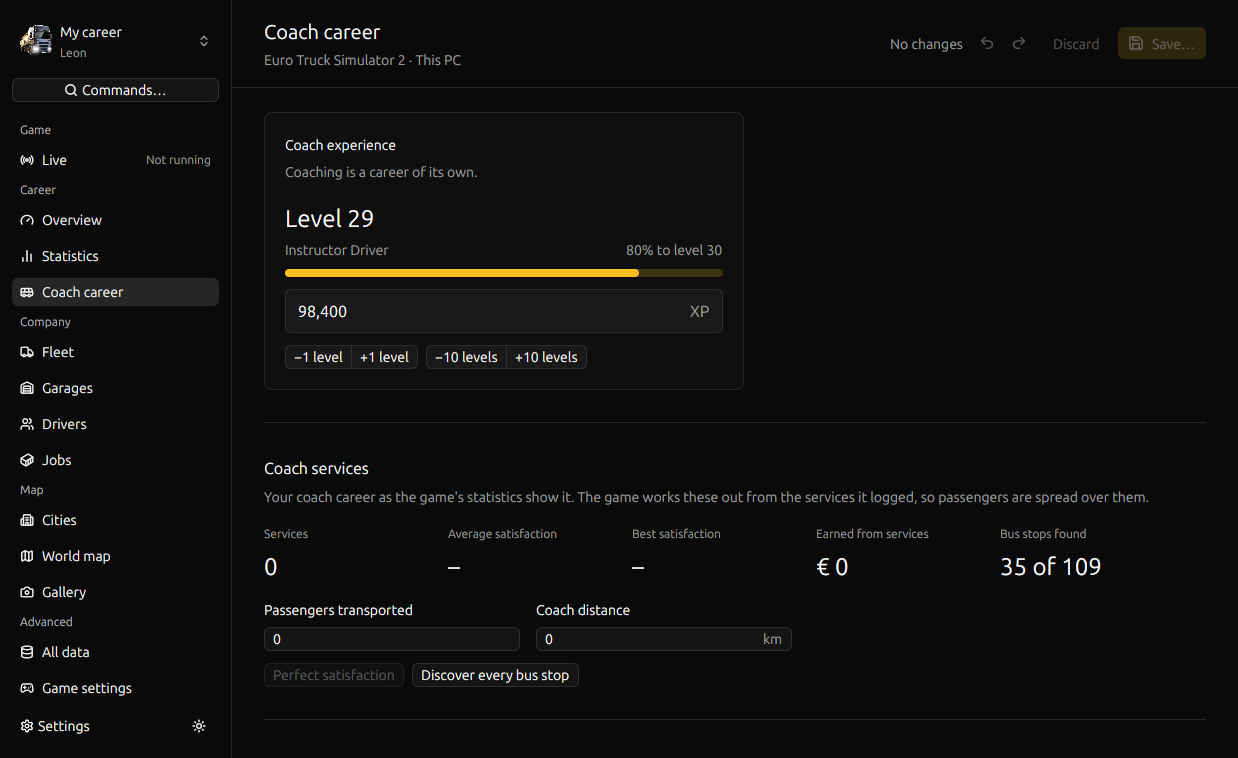 My career
Leon
Commands…
Game
Live
Not running
Career
Overview
Statistics
Coach career
Company
Fleet
Garages
Drivers
Jobs
Map
Cities
World map
Gallery
Advanced
All data
Game settings
Settings
Coach career
Euro Truck Simulator 2 · This PC
No changes
Discard
Save…
Coach experience
Coaching is a career of its own.
Level 29
Instructor Driver
80% to level 30
98,400 XP
−1 level +1 level −10 levels +10 levels
Coach services
Your coach career as the game's statistics show it. The game works these out from the services it logged, so passengers are spread over them.
Services Average satisfaction Best satisfaction Earned from services Bus stops found
0 – – € 0 35 of 109
Passengers transported Coach distance
0 0 km
Perfect satisfaction Discover every bus stop